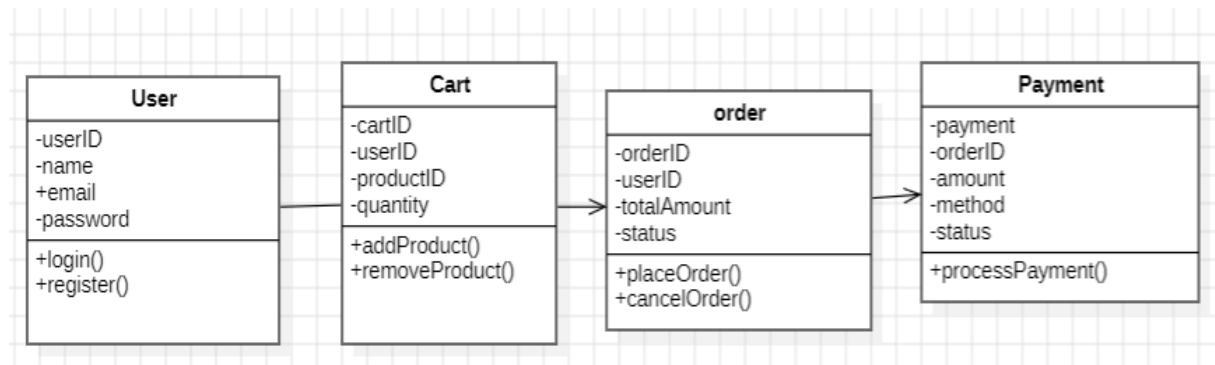 User
-userID
-name
+email
-password
+login()
+register()
Cart
-cartID
-userID
-productID
-quantity
+addProduct()
+removeProduct()
order
-orderID
-userID
-totalAmount
-status
+placeOrder()
+cancelOrder()
Payment
-payment
-orderID
-amount
-method
-status
+processPayment()